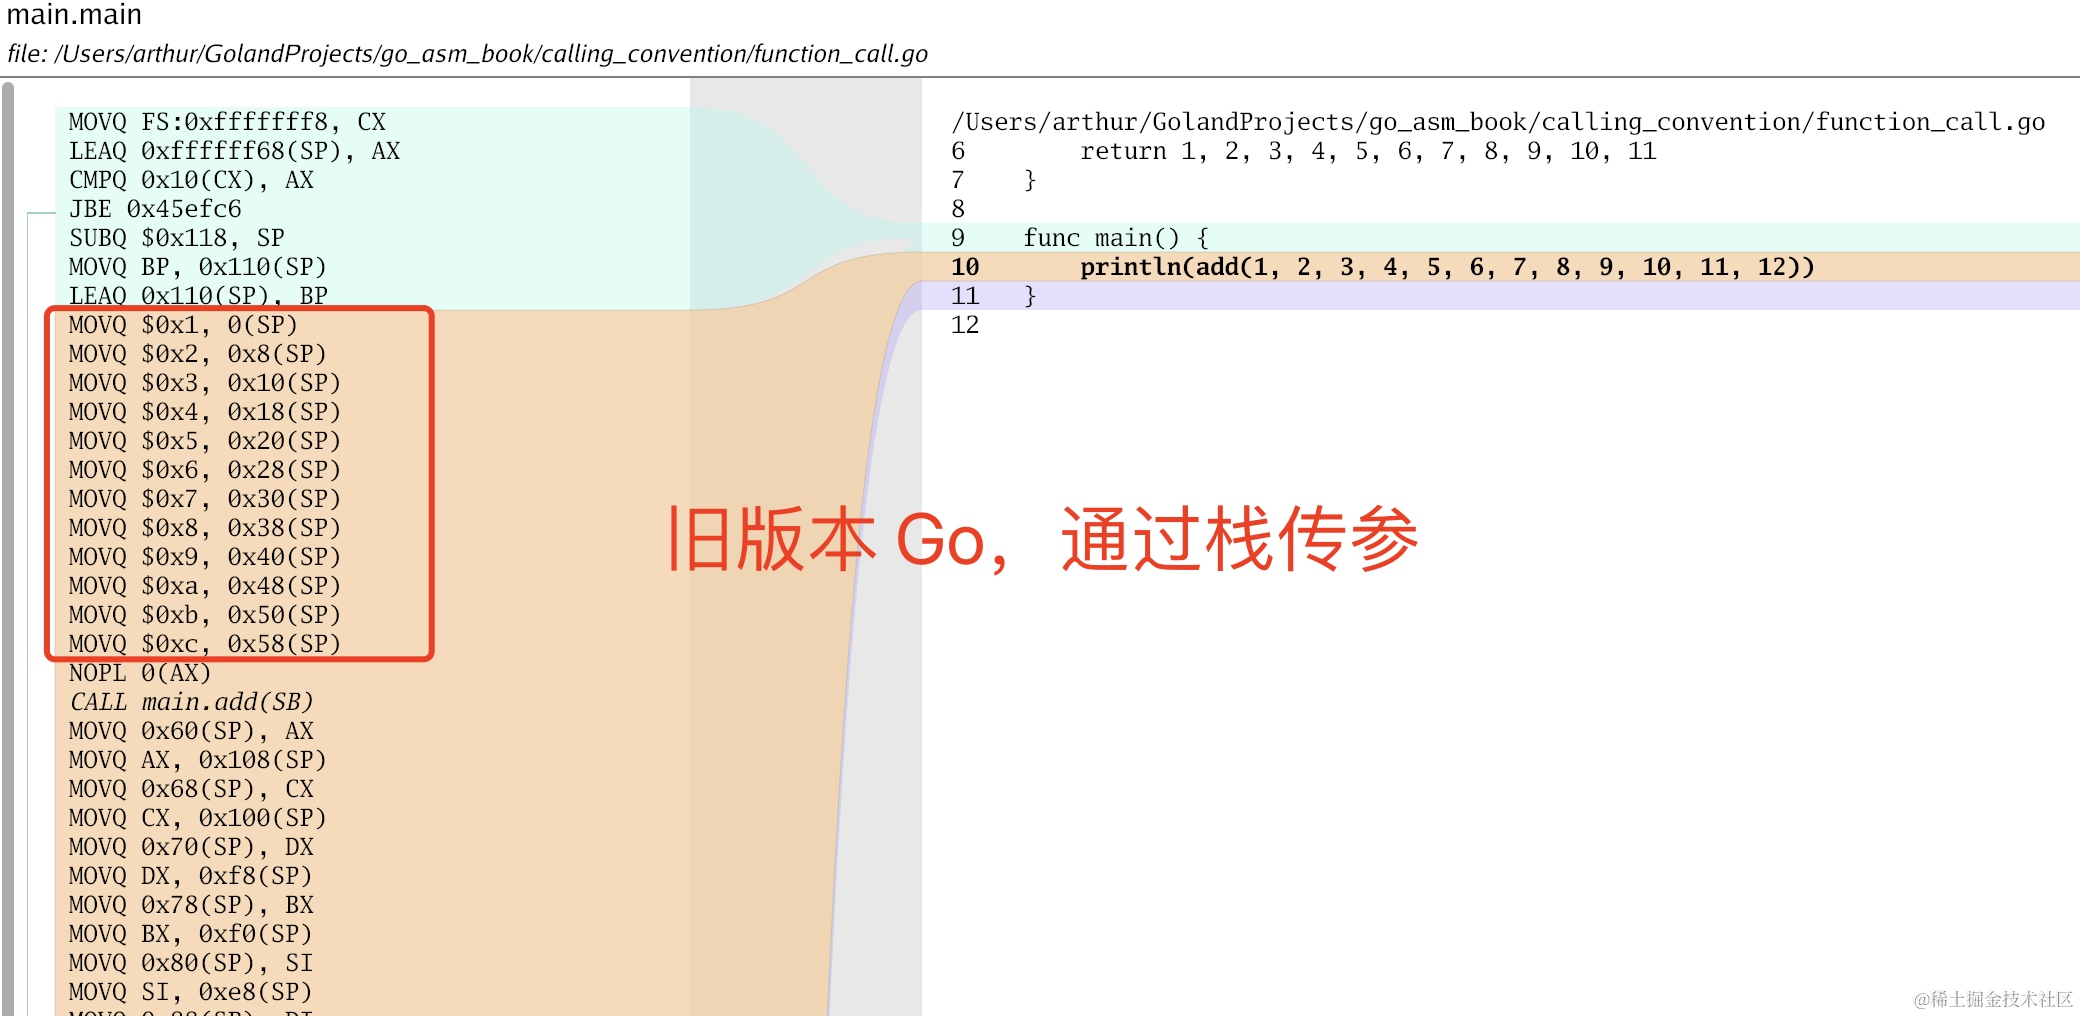 main.main
file: /Users/arthur/GolandProjects/go_asm_book/calling_convention/function_call.go
MOVQ FS:0xfffffff8, CX
LEAQ 0xffffff68(SP), AX
CMPQ 0x10(CX), AX
JBE 0x45efc6
SUBQ $0x118, SP
MOVQ BP, 0x110(SP)
LEAQ 0x110(SP), BP
MOVQ $0x1, 0(SP)
MOVQ $0x2, 0x8(SP)
MOVQ $0x3, 0x10(SP)
MOVQ $0x4, 0x18(SP)
MOVQ $0x5, 0x20(SP)
MOVQ $0x6, 0x28(SP)
MOVQ $0x7, 0x30(SP)
MOVQ $0x8, 0x38(SP)
MOVQ $0x9, 0x40(SP)
MOVQ $0xa, 0x48(SP)
MOVQ $0xb, 0x50(SP)
MOVQ $0xc, 0x58(SP)
NOPL 0(AX)
CALL main.add(SB)
MOVQ 0x60(SP), AX
MOVQ AX, 0x108(SP)
MOVQ 0x68(SP), CX
MOVQ CX, 0x100(SP)
MOVQ 0x70(SP), DX
MOVQ DX, 0xf8(SP)
MOVQ 0x78(SP), BX
MOVQ BX, 0xf0(SP)
MOVQ 0x80(SP), SI
MOVQ SI, 0xe8(SP)
/Users/arthur/GolandProjects/go_asm_book/calling_convention/function_call.go
6 return 1, 2, 3, 4, 5, 6, 7, 8, 9, 10, 11
7 }
8
9 func main() {
10 println(add(1, 2, 3, 4, 5, 6, 7, 8, 9, 10, 11, 12))
11 }
12
旧版本 Go，通过栈传参
@稀土掘金技术社区